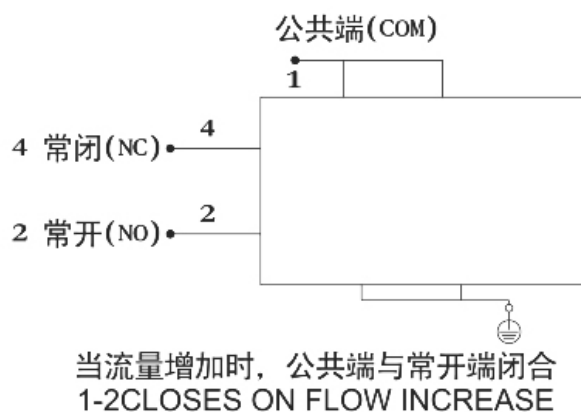 公共端(COM)
1
4 常闭(NC) 4
2 常开(NO) 2
当流量增加时，公共端与常开端闭合
1-2CLOSES ON FLOW INCREASE